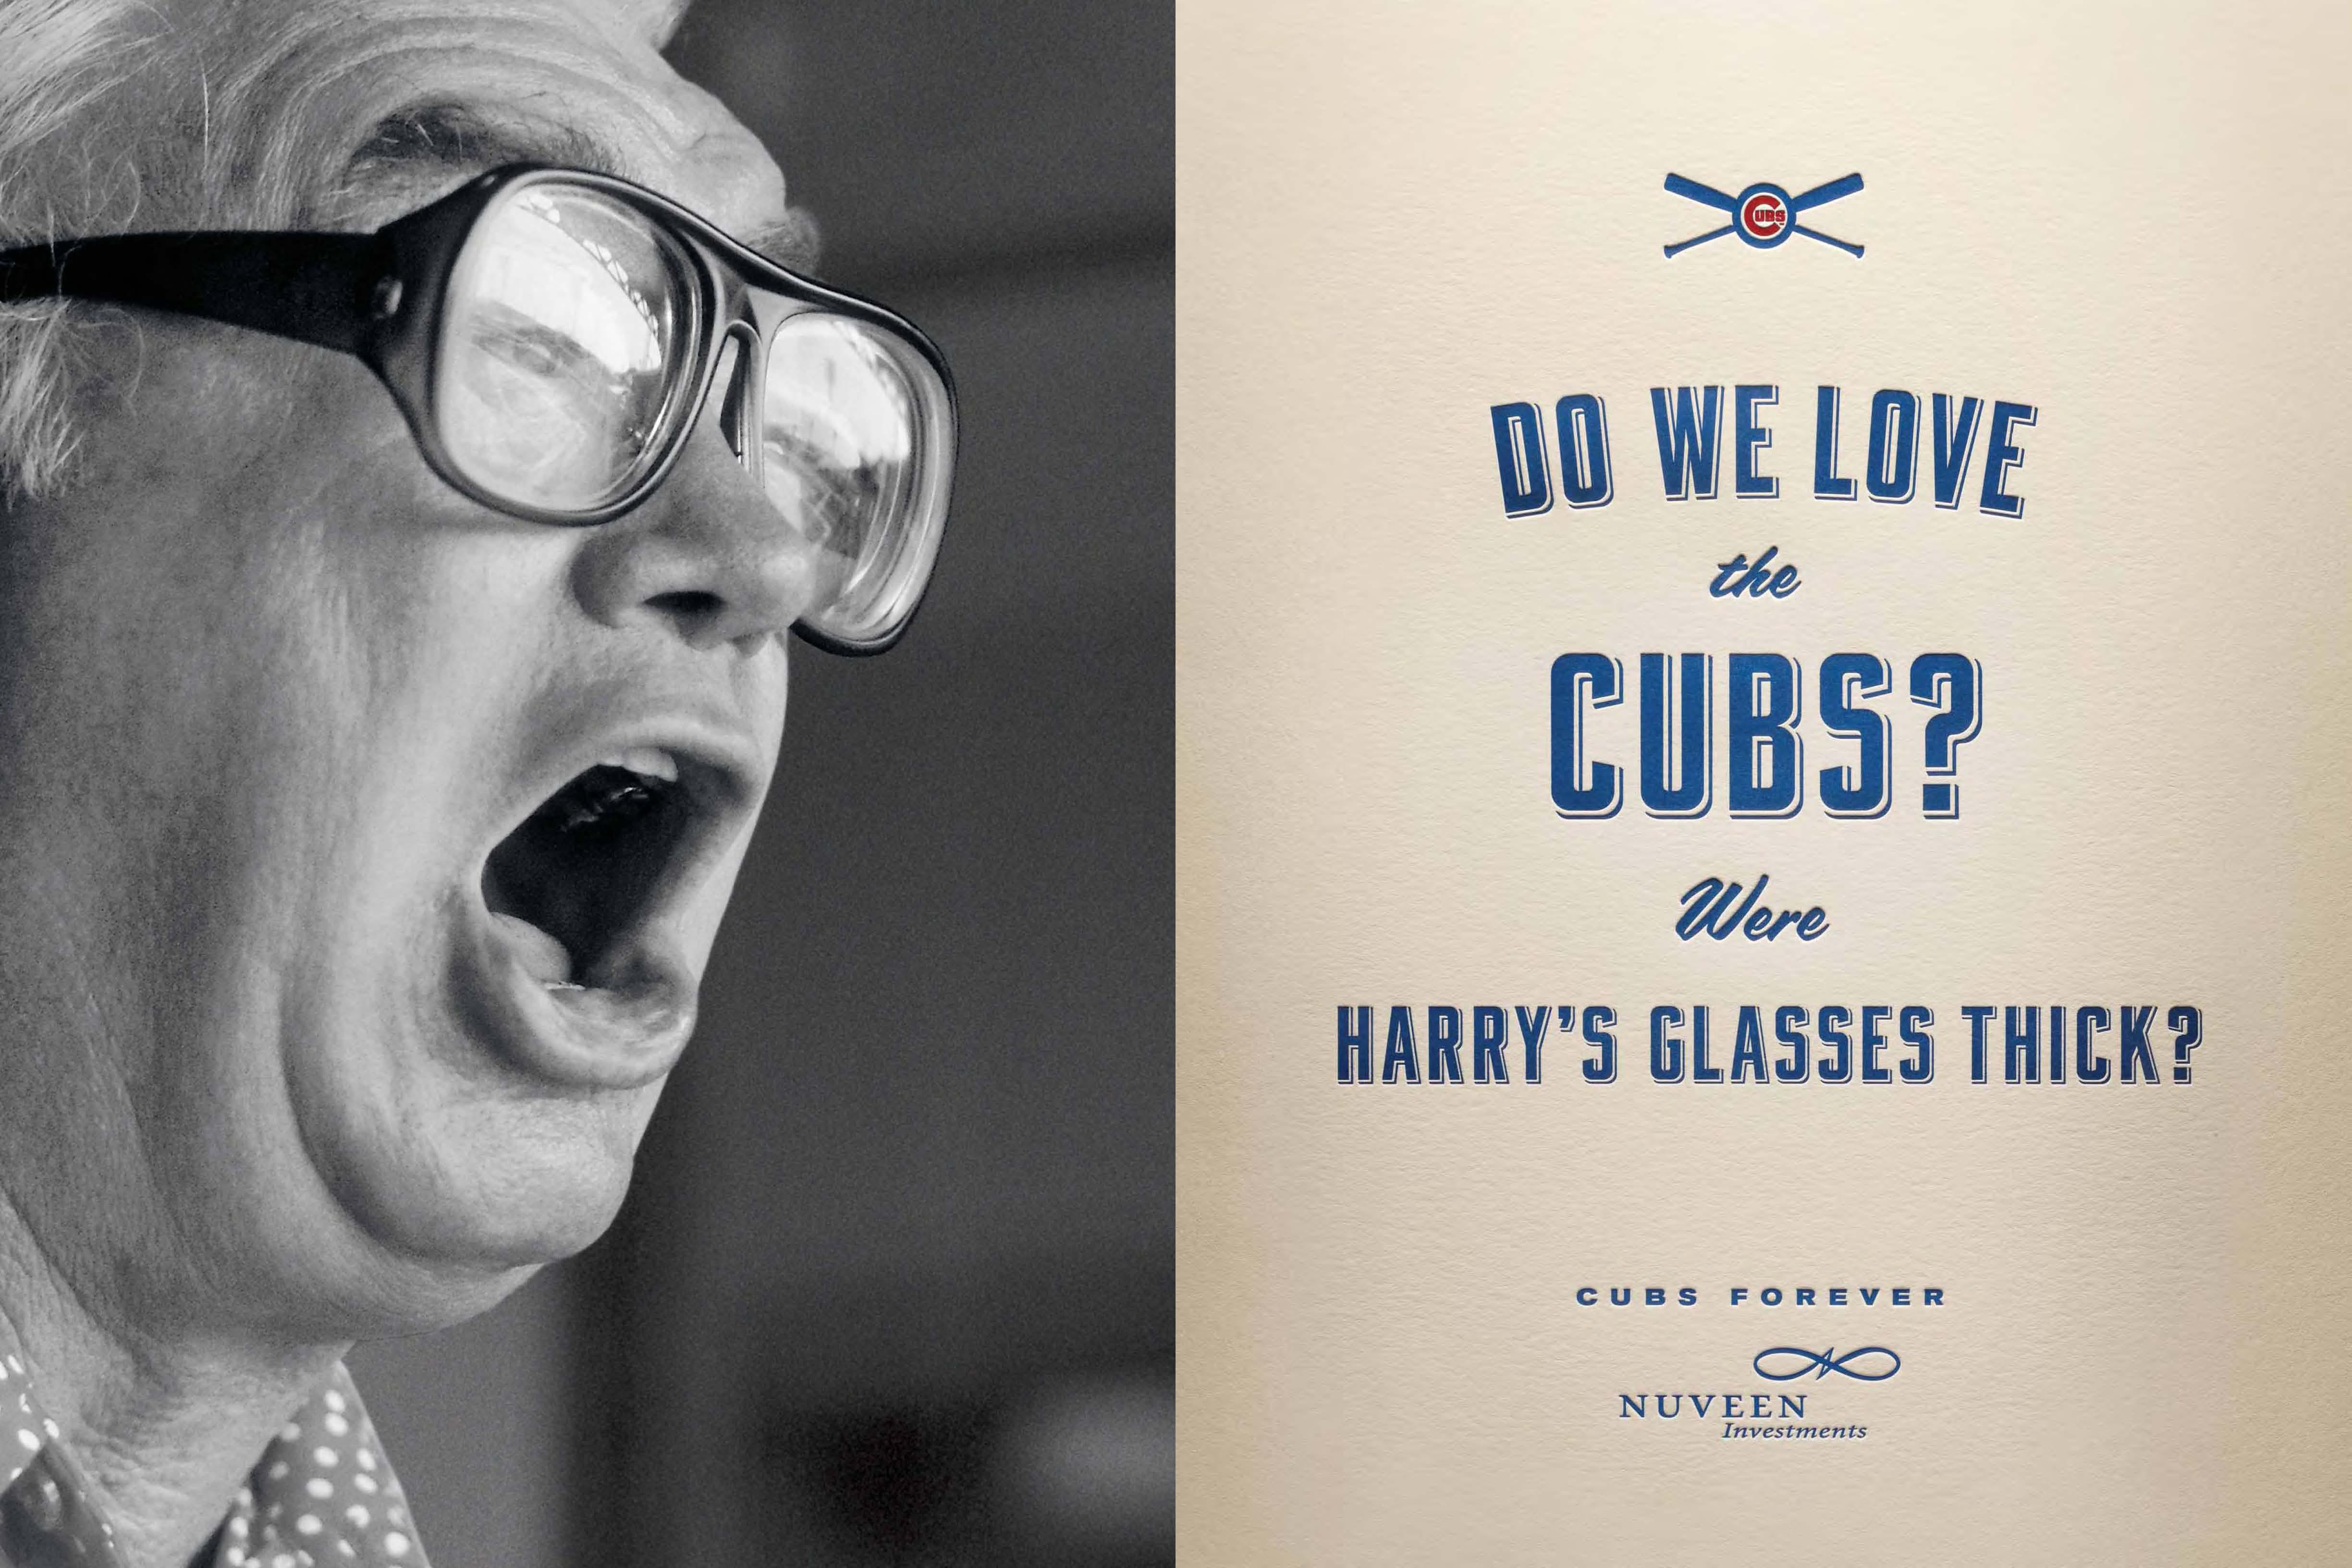 CUBS
DO WE LOVE
the
CUBS?
Were
HARRY'S GLASSES THICK?
CUBS FOREVER
NUVEEN
Investments